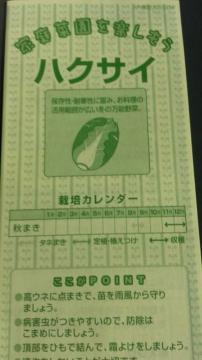 家庭菜園を楽しもう
ハクサイ
保存性・耐寒性に富み、お料理の
活用範囲が広い冬の万能野菜。
栽培カレンダー
1月 2月 3月 4月 5月 6月 7月 8月 9月 10月 11月 12月
秋まき
タネまき 定植・植えつけ 収穫
ここがPOINT
●高ウネに点まきで、苗を雨風から守り
ましょう。
●病害虫がつきやすいので、防除は
こまめにしましょう。
●頂部をひもで結んで、霜よけをしましょう。